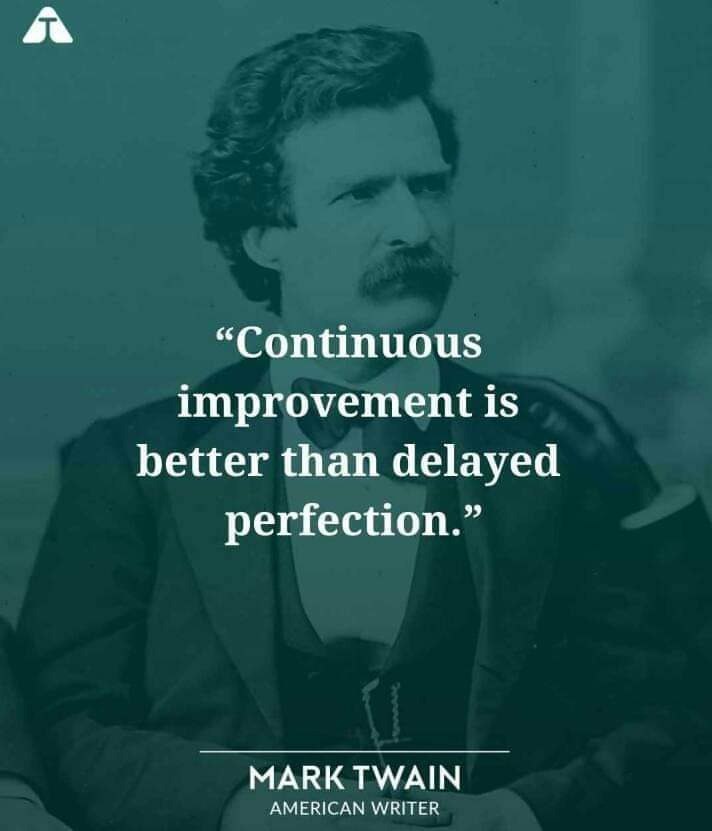 T
“Continuous
improvement is
better than delayed
perfection.”
MARK TWAIN
AMERICAN WRITER